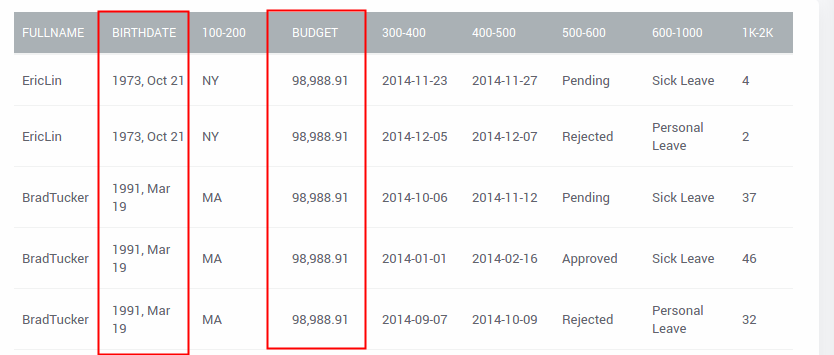 FULLNAME BIRTHDATE 100-200 BUDGET 300-400 400-500 500-600 600-1000 1K-2K
EricLin 1973, Oct 21 NY 98,988.91 2014-11-23 2014-11-27 Pending Sick Leave 4
EricLin 1973, Oct 21 NY 98,988.91 2014-12-05 2014-12-07 Rejected Personal Leave 2
BradTucker 1991, Mar 19 MA 98,988.91 2014-10-06 2014-11-12 Pending Sick Leave 37
BradTucker 1991, Mar 19 MA 98,988.91 2014-01-01 2014-02-16 Approved Sick Leave 46
BradTucker 1991, Mar 19 MA 98,988.91 2014-09-07 2014-10-09 Rejected Personal Leave 32